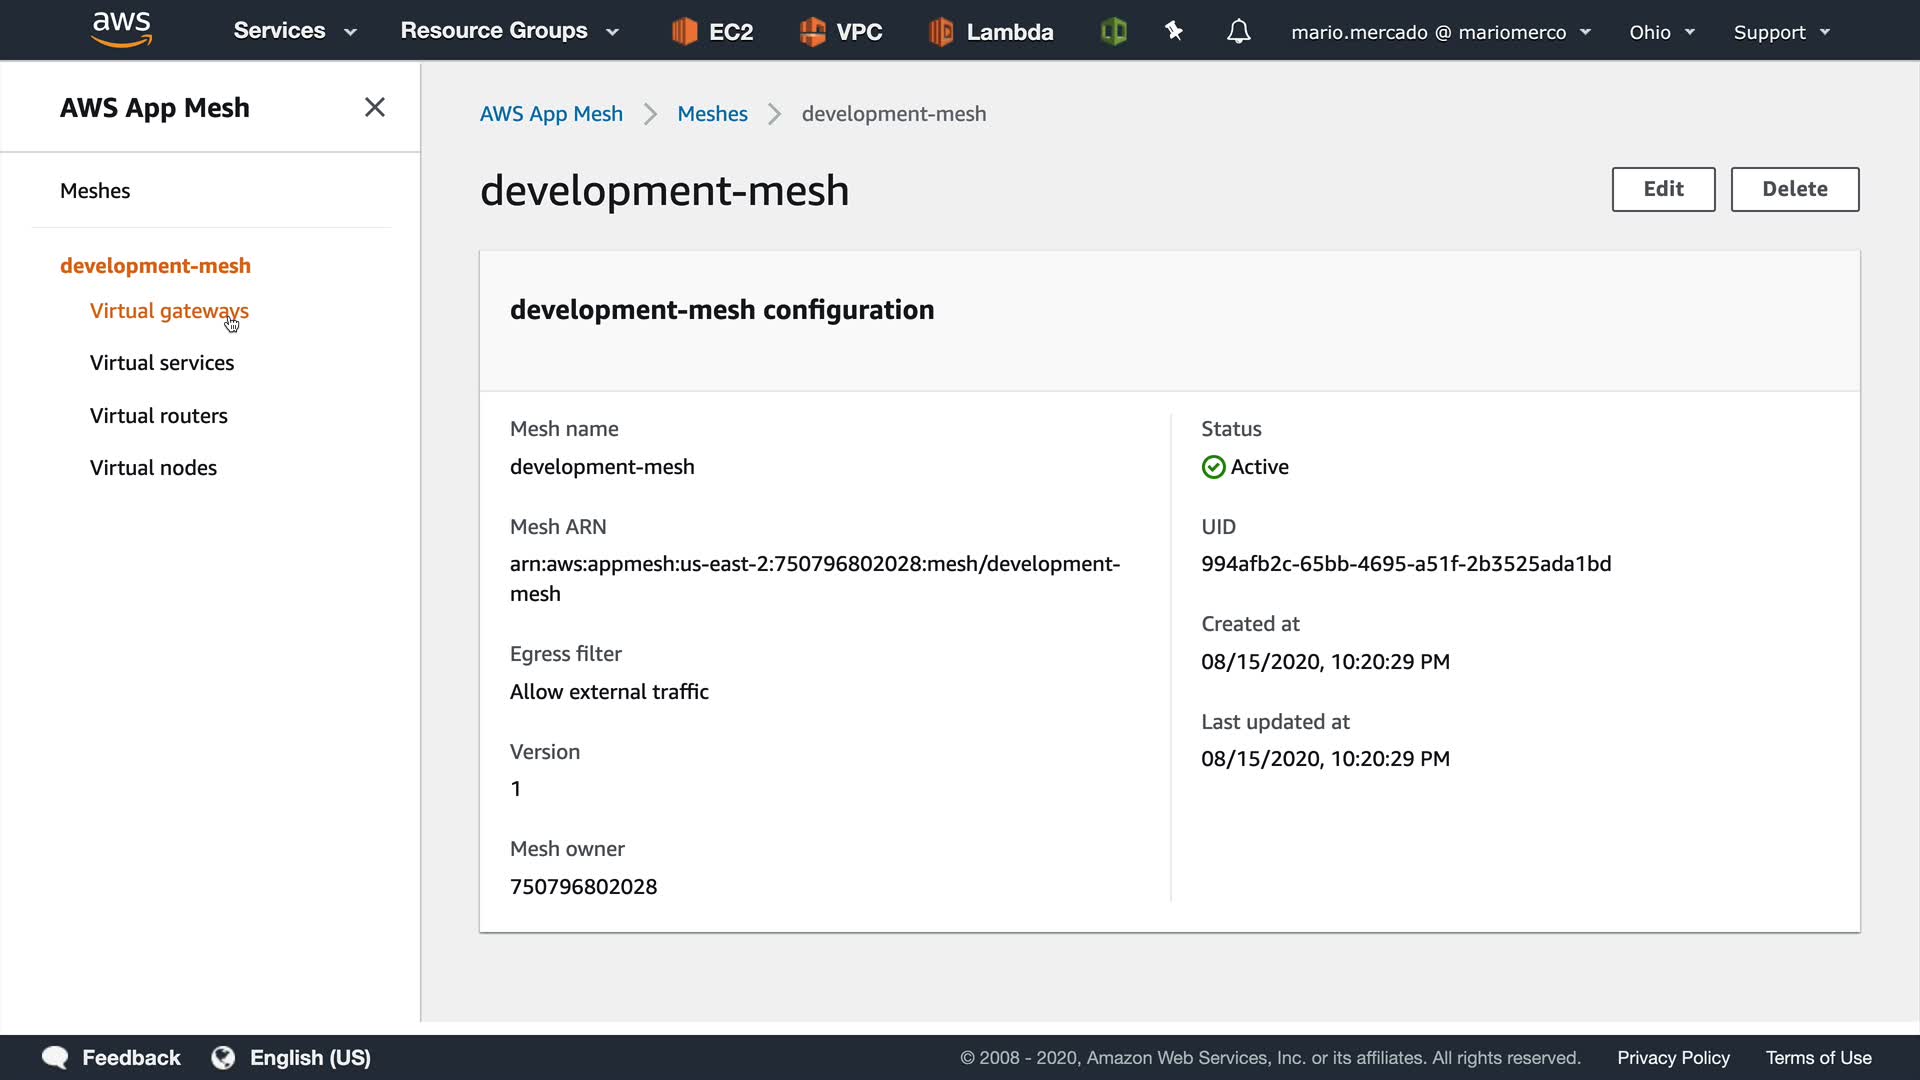 aws Services Resource Groups EC2 VPC Lambda mario.mercado @ mariomerco Ohio Support
AWS App Mesh
Meshes
development-mesh
Virtual gateways
Virtual services
Virtual routers
Virtual nodes
AWS App Mesh Meshes development-mesh
development-mesh
Edit Delete
development-mesh configuration
Mesh name
development-mesh
Mesh ARN
arn:aws:appmesh:us-east-2:750796802028:mesh/development-
mesh
Egress filter
Allow external traffic
Version
1
Mesh owner
750796802028
Status
Active
UID
994afb2c-65bb-4695-a51f-2b3525ada1bd
Created at
08/15/2020, 10:20:29 PM
Last updated at
08/15/2020, 10:20:29 PM
Feedback English (US) © 2008 - 2020, Amazon Web Services, Inc. or its affiliates. All rights reserved. Privacy Policy Terms of Use